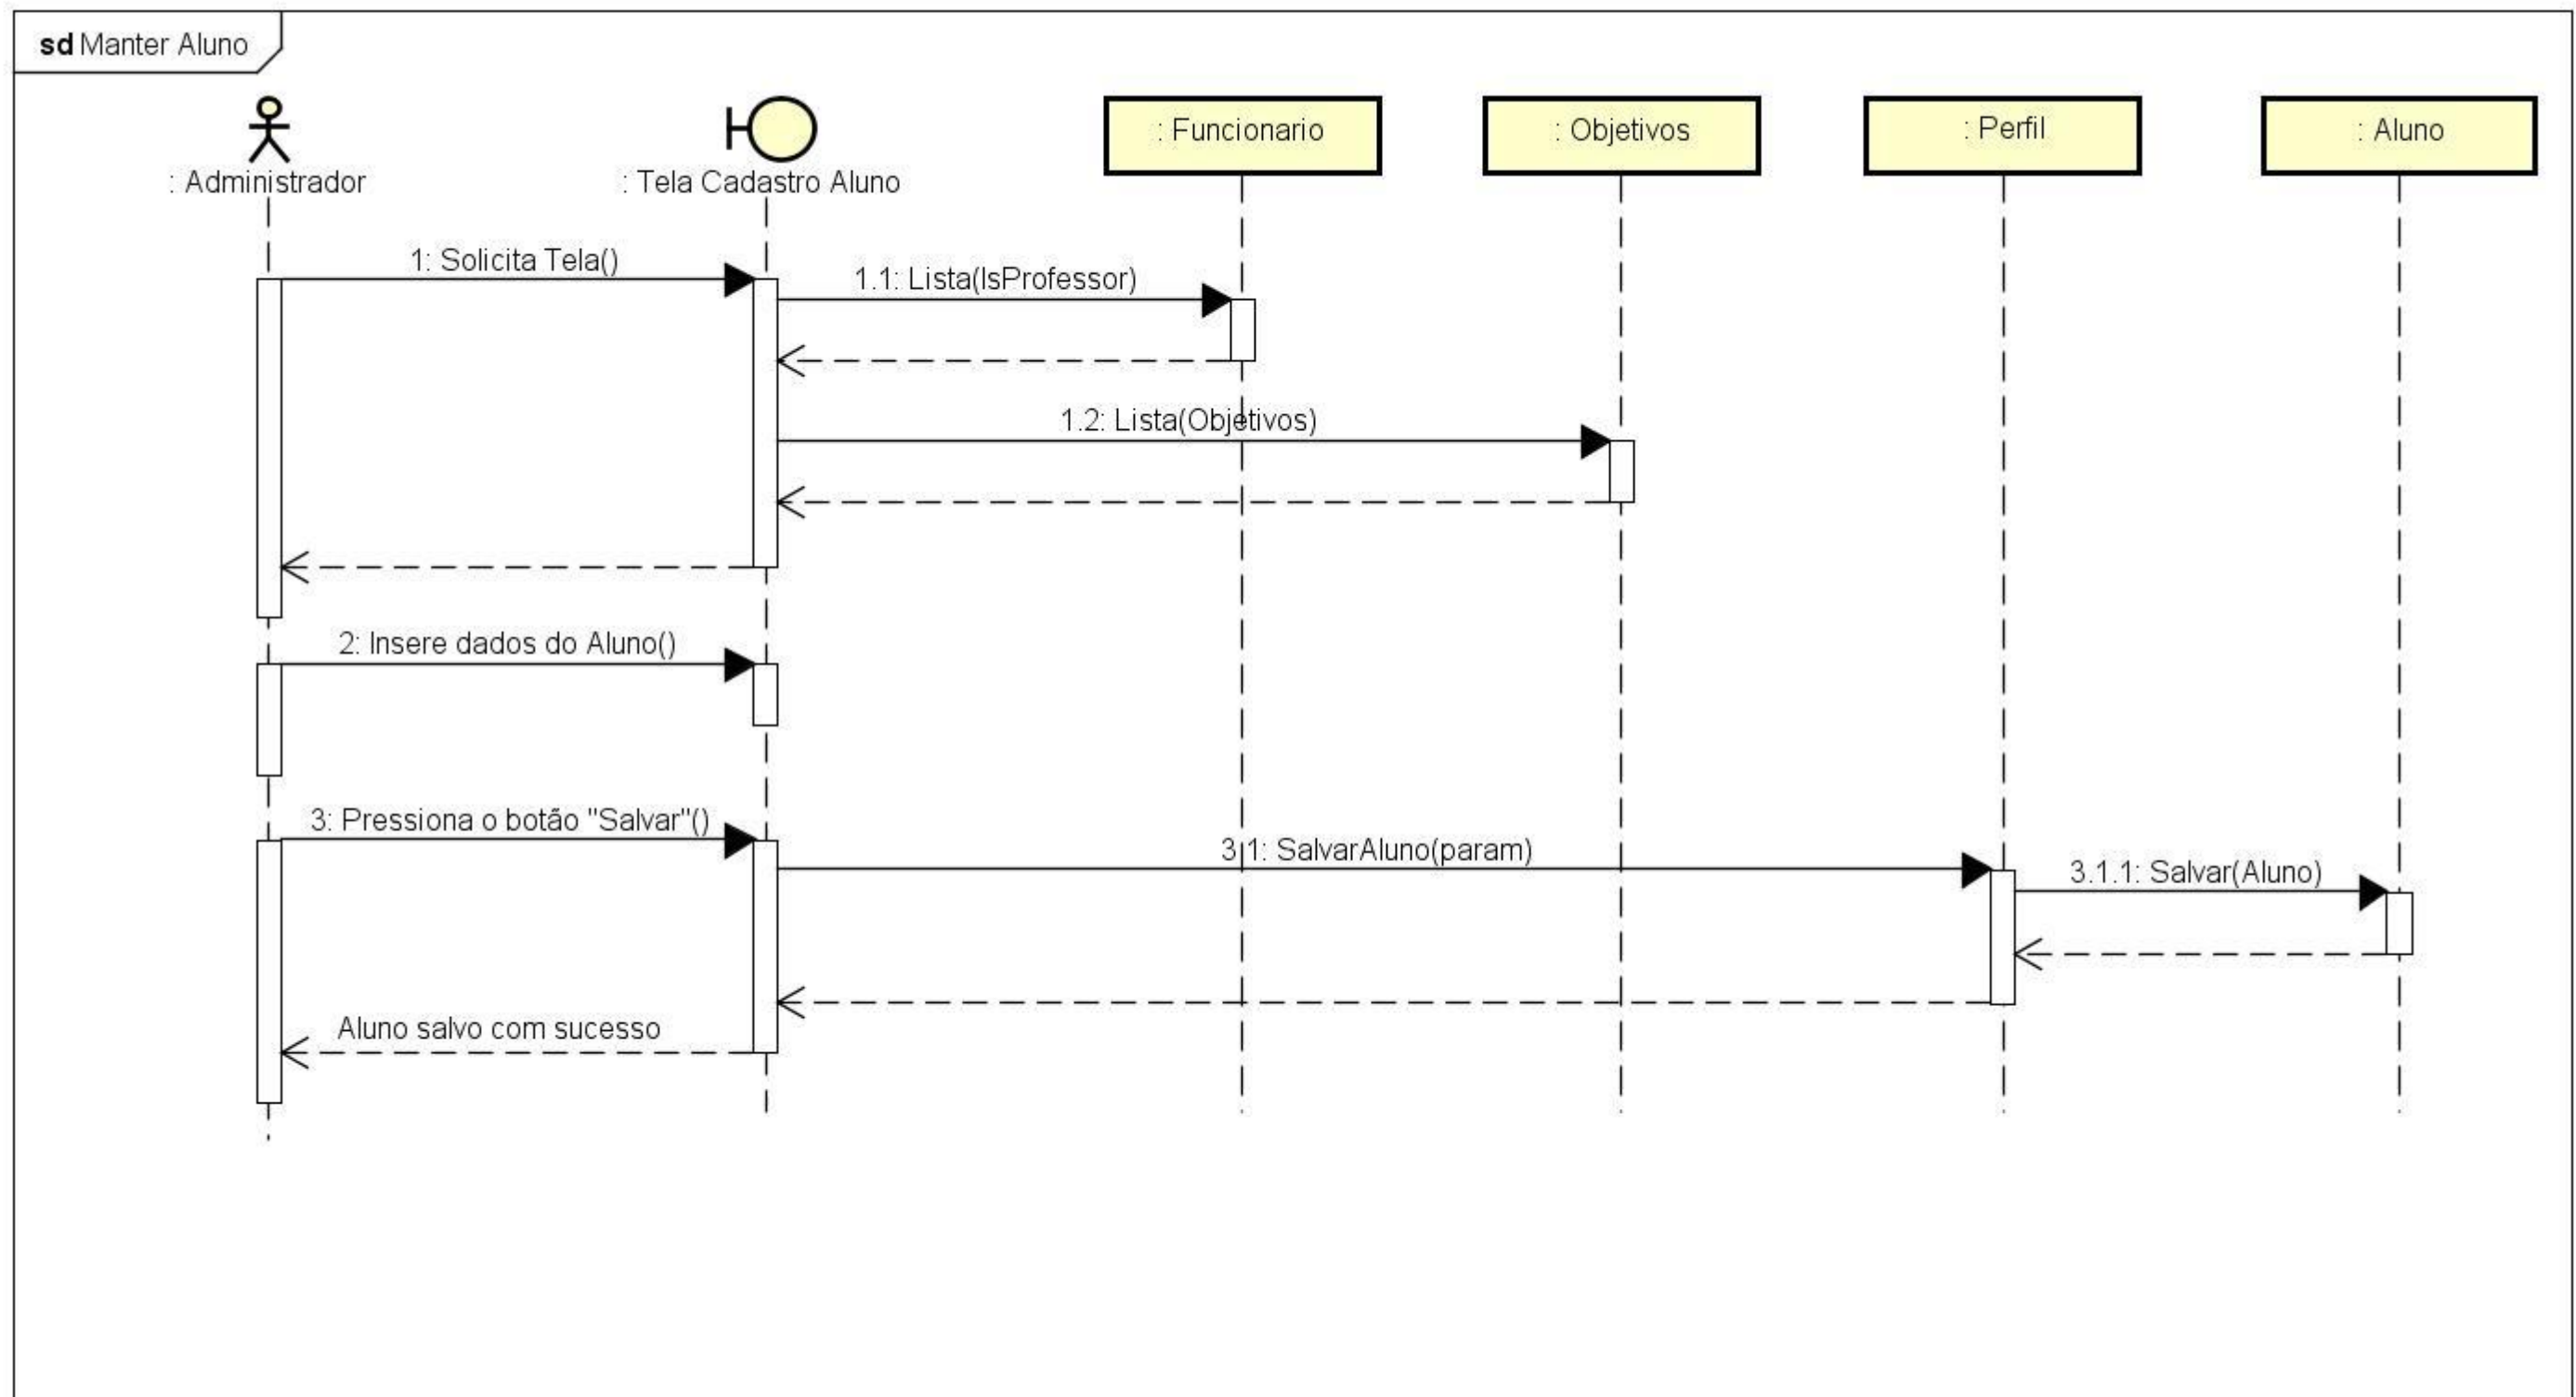 sd Manter Aluno
: Administrador
: Tela Cadastro Aluno
: Funcionario
: Objetivos
: Perfil
: Aluno
1: Solicita Tela()
1.1: Lista(IsProfessor)
1.2: Lista(Objetivos)
2: Insere dados do Aluno()
3: Pressiona o botão "Salvar"()
3.1: SalvarAluno(param)
3.1.1: Salvar(Aluno)
Aluno salvo com sucesso